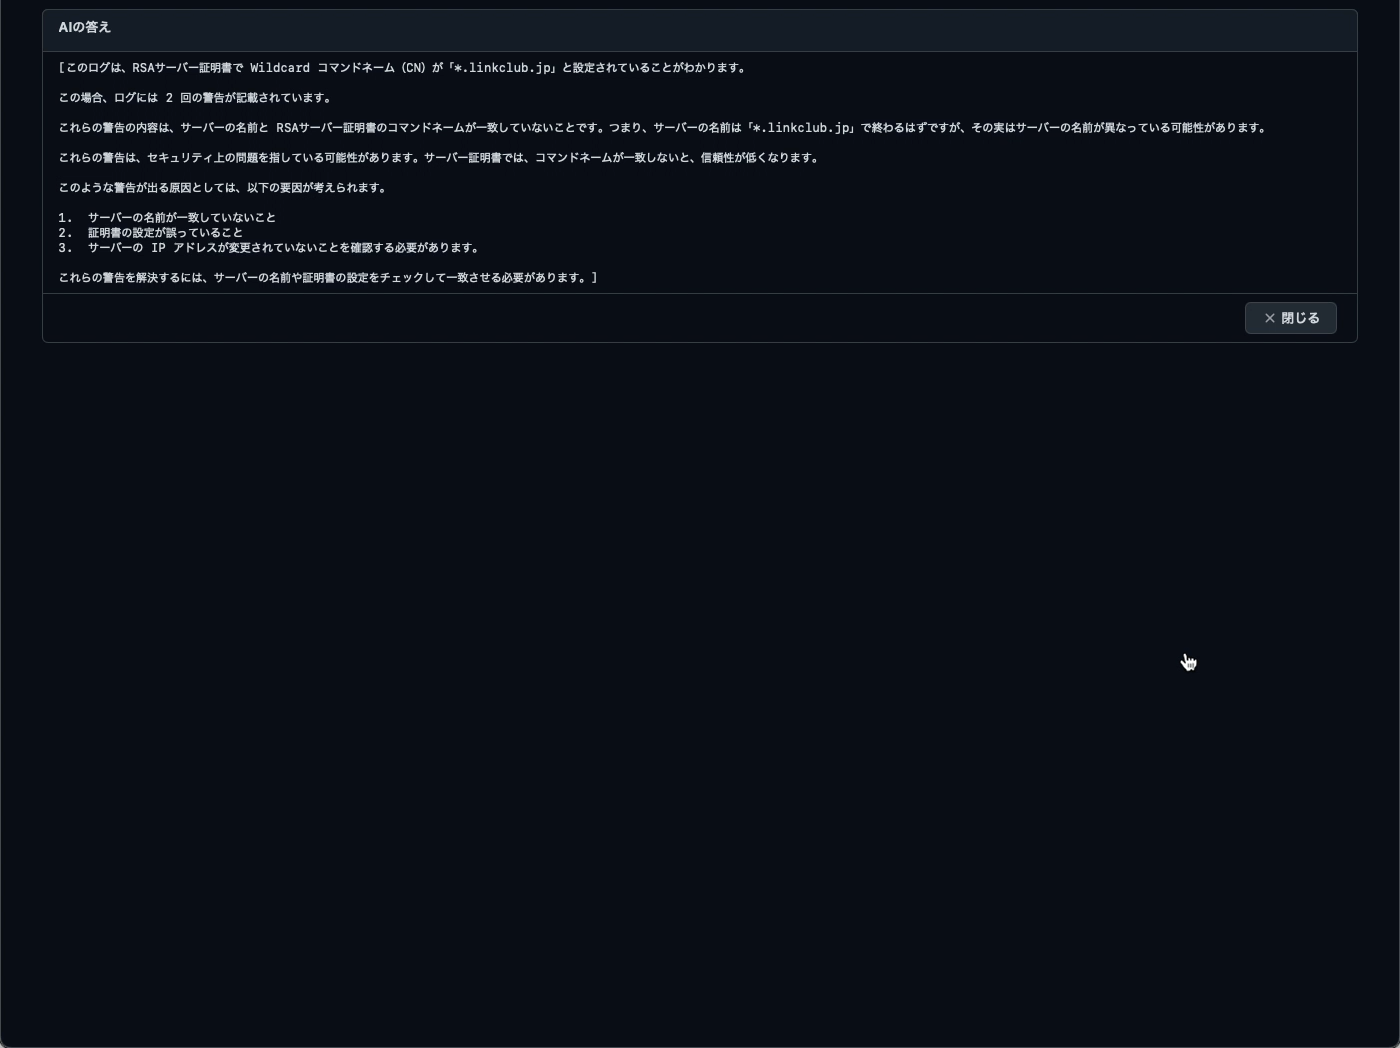 AIの答え
[このログは、RSAサーバー証明書で Wildcard コマンドネーム（CN）が「*.linkclub.jp」と設定されていることがわかります。
この場合、ログには 2 回の警告が記載されています。
これらの警告の内容は、サーバーの名前と RSAサーバー証明書のコマンドネームが一致していないことです。つまり、サーバーの名前は「*.linkclub.jp」で終わるはずですが、その実はサーバーの名前が異なっている可能性があります。
これらの警告は、セキュリティ上の問題を指している可能性があります。サーバー証明書では、コマンドネームが一致しないと、信頼性が低くなります。
このような警告が出る原因としては、以下の要因が考えられます。
1. サーバーの名前が一致していないこと
2. 証明書の設定が誤っていること
3. サーバーの IP アドレスが変更されていないことを確認する必要があります。
これらの警告を解決するには、サーバーの名前や証明書の設定をチェックして一致させる必要があります。]
× 閉じる